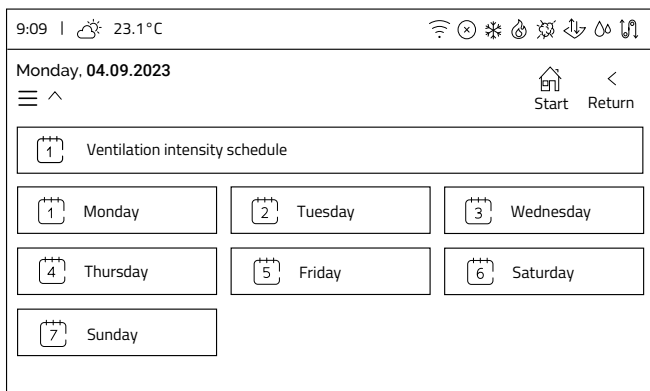 9:09 | 23.1°C
Monday, 04.09.2023
Start Return
1 Ventilation intensity schedule
1 Monday 2 Tuesday 3 Wednesday
4 Thursday 5 Friday 6 Saturday
7 Sunday